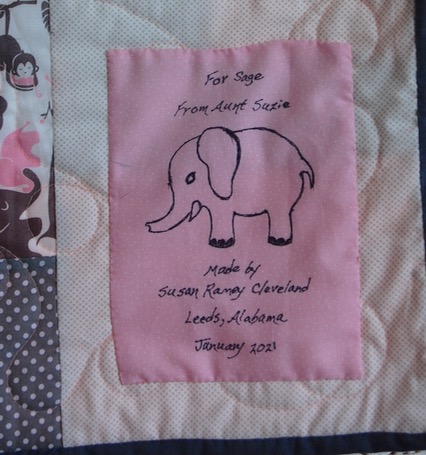 For Sage
From Aunt Suzie
Made by
Susan Ramey Cleveland
Leeds, Alabama
January 2021